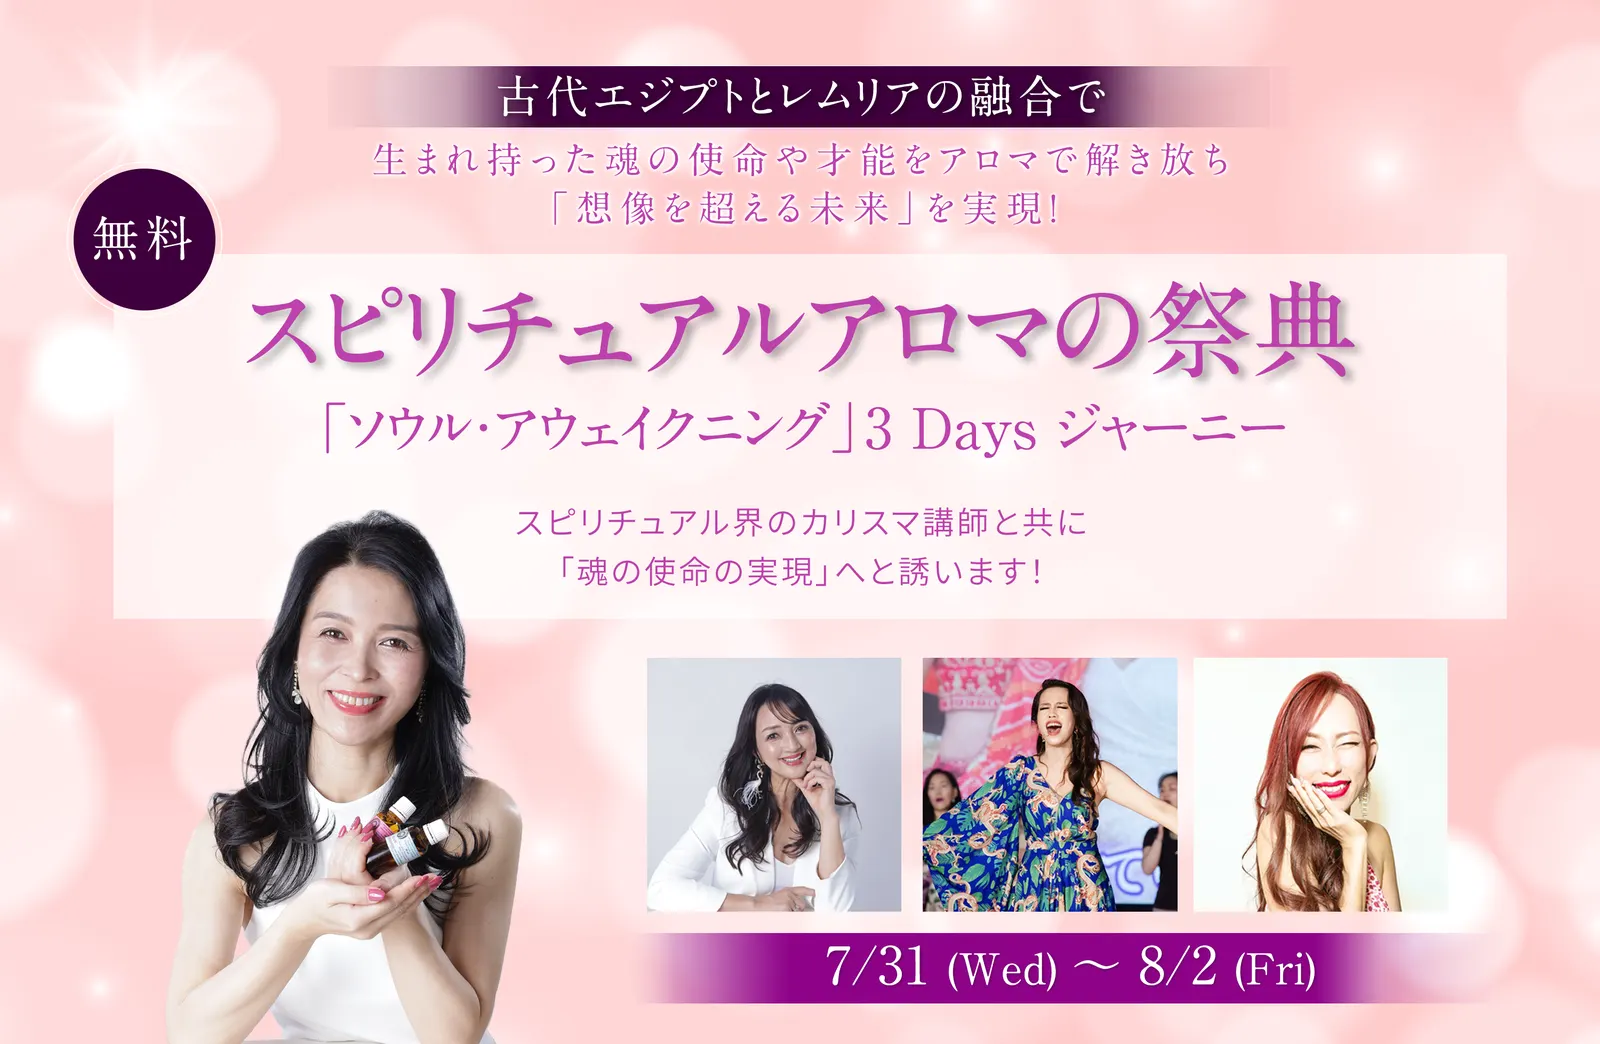 古代エジプトとレムリアの融合で
生まれ持った魂の使命や才能をアロマで解き放ち
「想像を超える未来」を実現!
無料
スピリチュアルアロマの祭典
「ソウル・アウェイクニング」3 Days ジャーニー
スピリチュアル界のカリスマ講師と共に
「魂の使命の実現」へと誘います!
7/31 (Wed) 〜 8/2 (Fri)